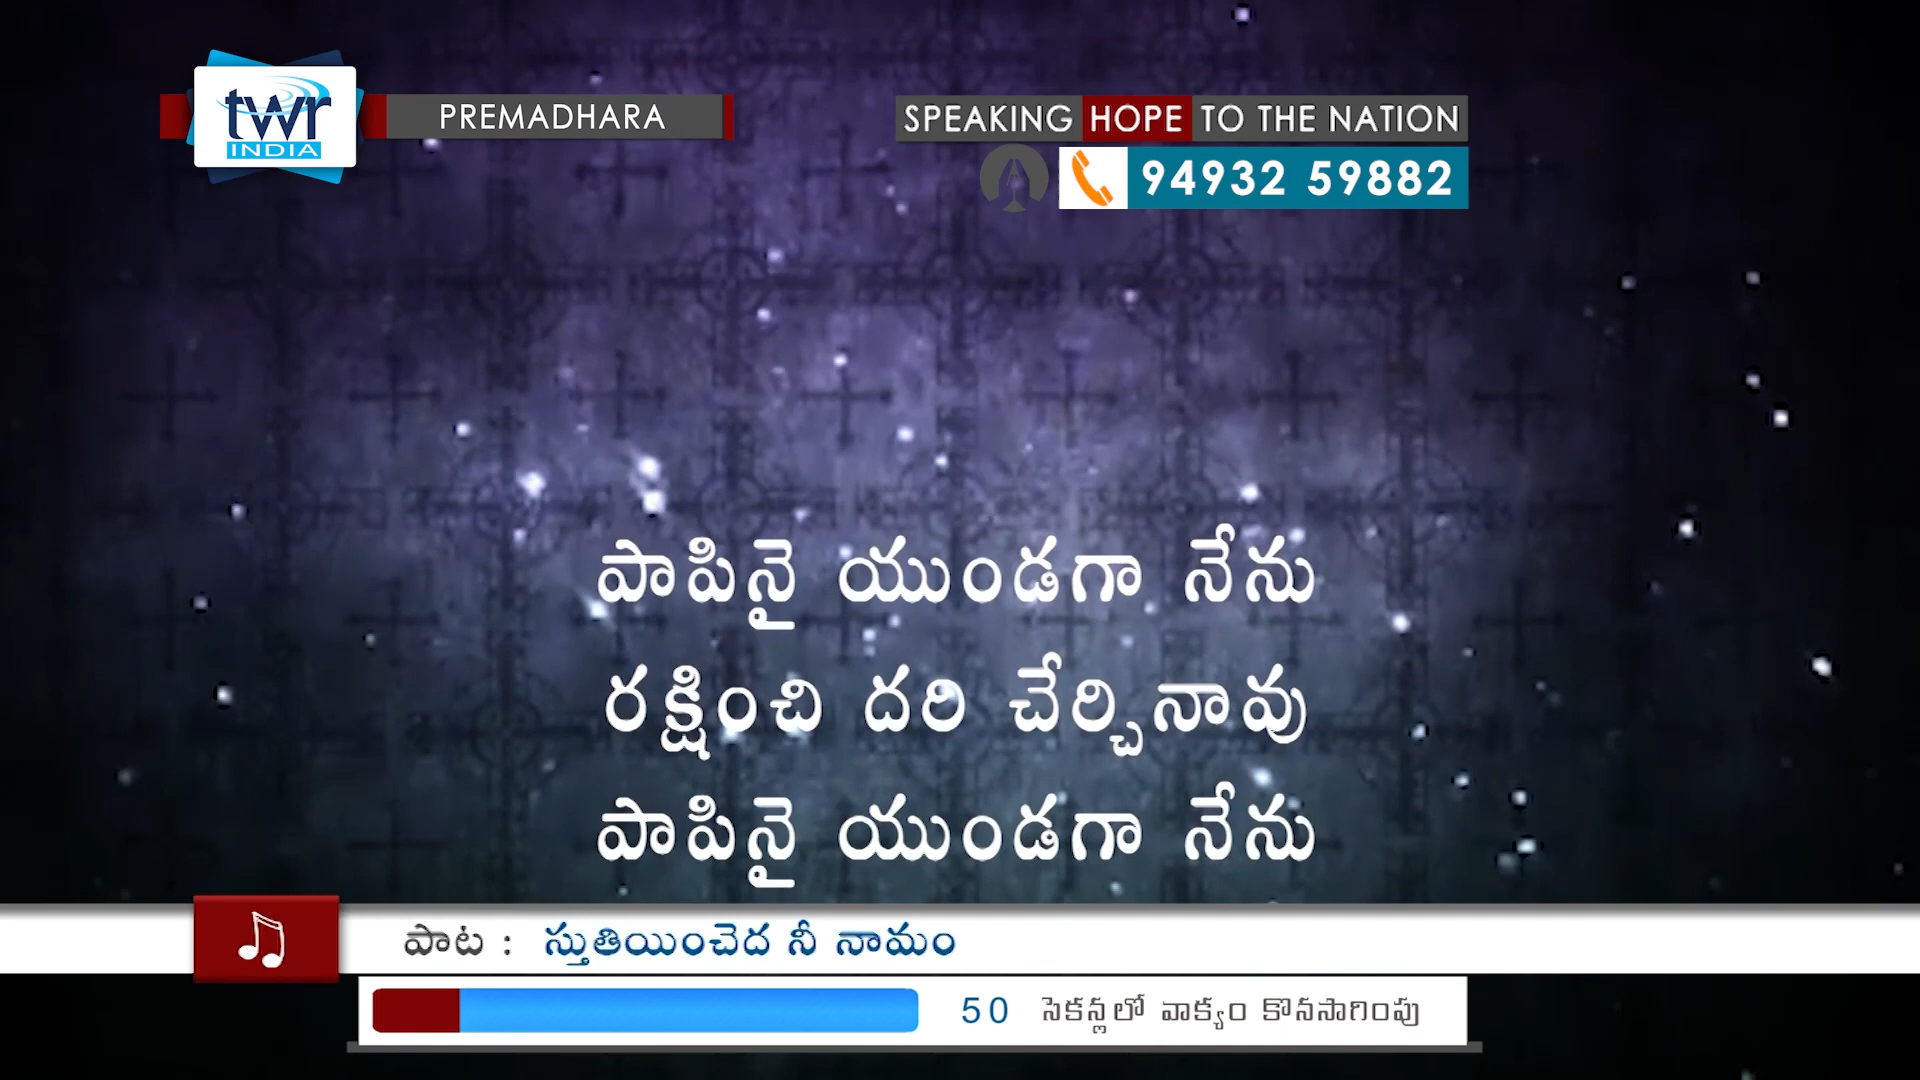 twr
INDIA
PREMADHARA
SPEAKING HOPE TO THE NATION
94932 59882
పాపినై యుండగా నేను
రక్షించి దరి చేర్చినావు
పాపినై యుండగా నేను
పాట : స్తుతియించెద నీ నామం
50 సెకన్లలో వాక్యం కొనసాగింపు